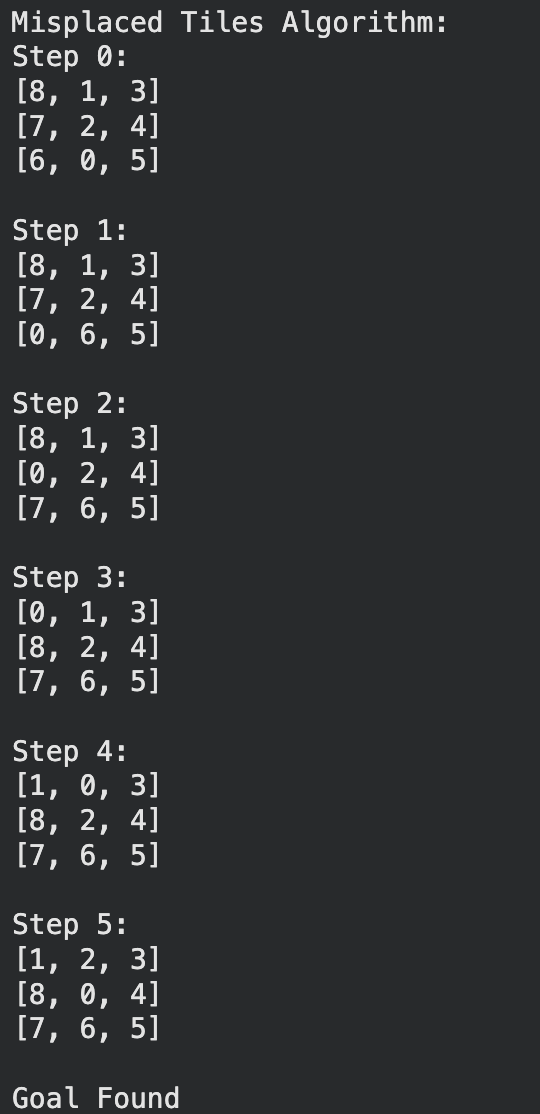 Misplaced Tiles Algorithm:
Step 0:
[8, 1, 3]
[7, 2, 4]
[6, 0, 5]
Step 1:
[8, 1, 3]
[7, 2, 4]
[0, 6, 5]
Step 2:
[8, 1, 3]
[0, 2, 4]
[7, 6, 5]
Step 3:
[0, 1, 3]
[8, 2, 4]
[7, 6, 5]
Step 4:
[1, 0, 3]
[8, 2, 4]
[7, 6, 5]
Step 5:
[1, 2, 3]
[8, 0, 4]
[7, 6, 5]
Goal Found